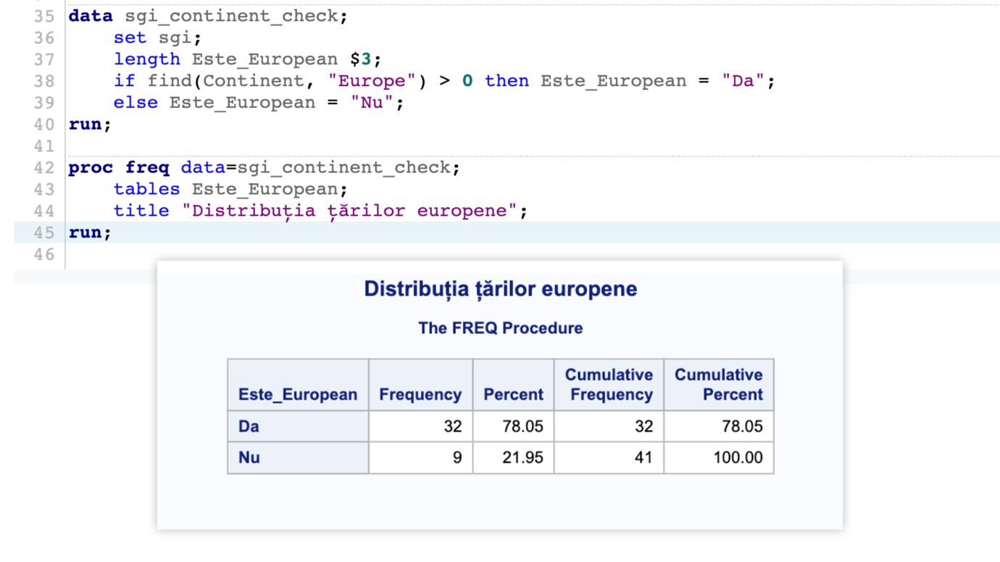 35 data sgi_continent_check;
36 set sgi;
37 length Este_European $3;
38 if find(Continent, "Europe") > 0 then Este_European = "Da";
39 else Este_European = "Nu";
40 run;
41
42 proc freq data=sgi_continent_check;
43 tables Este_European;
44 title "Distribuția țărilor europene";
45 run;
46
Distribuția țărilor europene
The FREQ Procedure
Este_European Frequency Percent Cumulative Frequency Cumulative Percent
Da 32 78.05 32 78.05
Nu 9 21.95 41 100.00